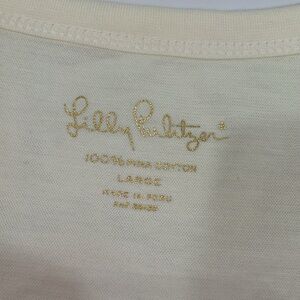 Lilly Pulitzer®
100% PIMA COTTON
LARGE
MADE IN PERU